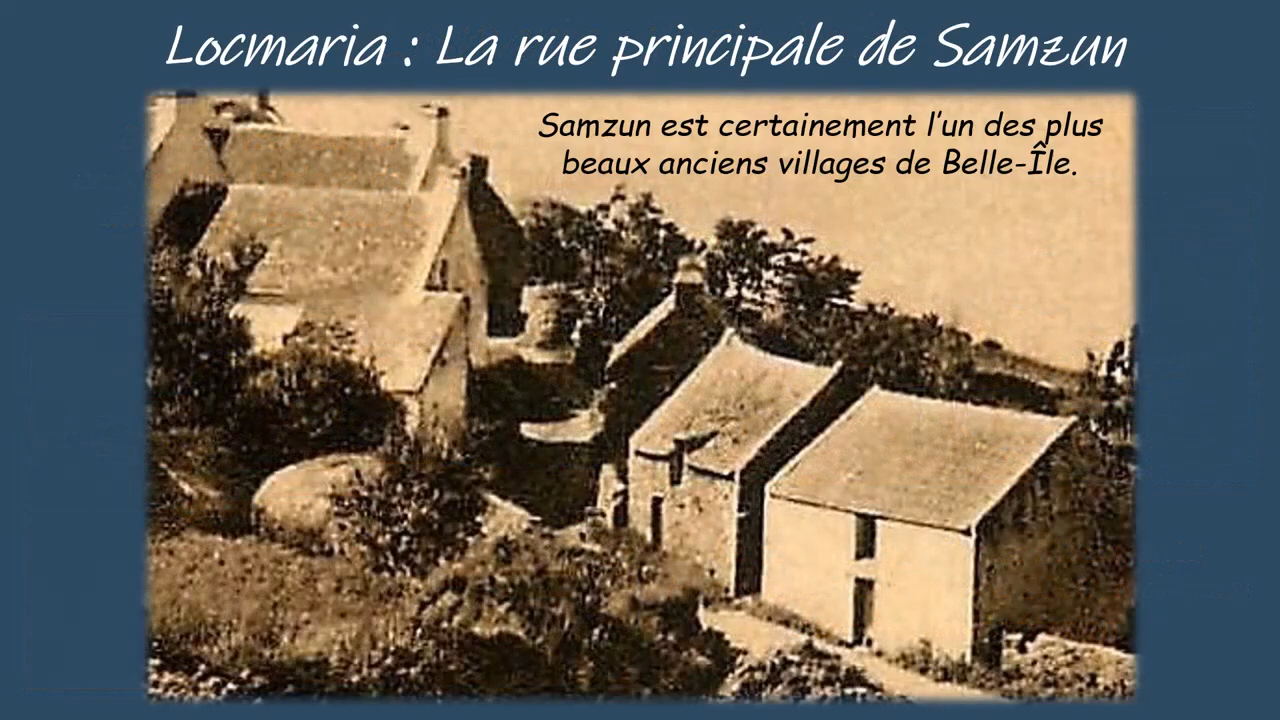 Locmaria : La rue principale de Samzun
Samzun est certainement l'un des plus
beaux anciens villages de Belle-Île.